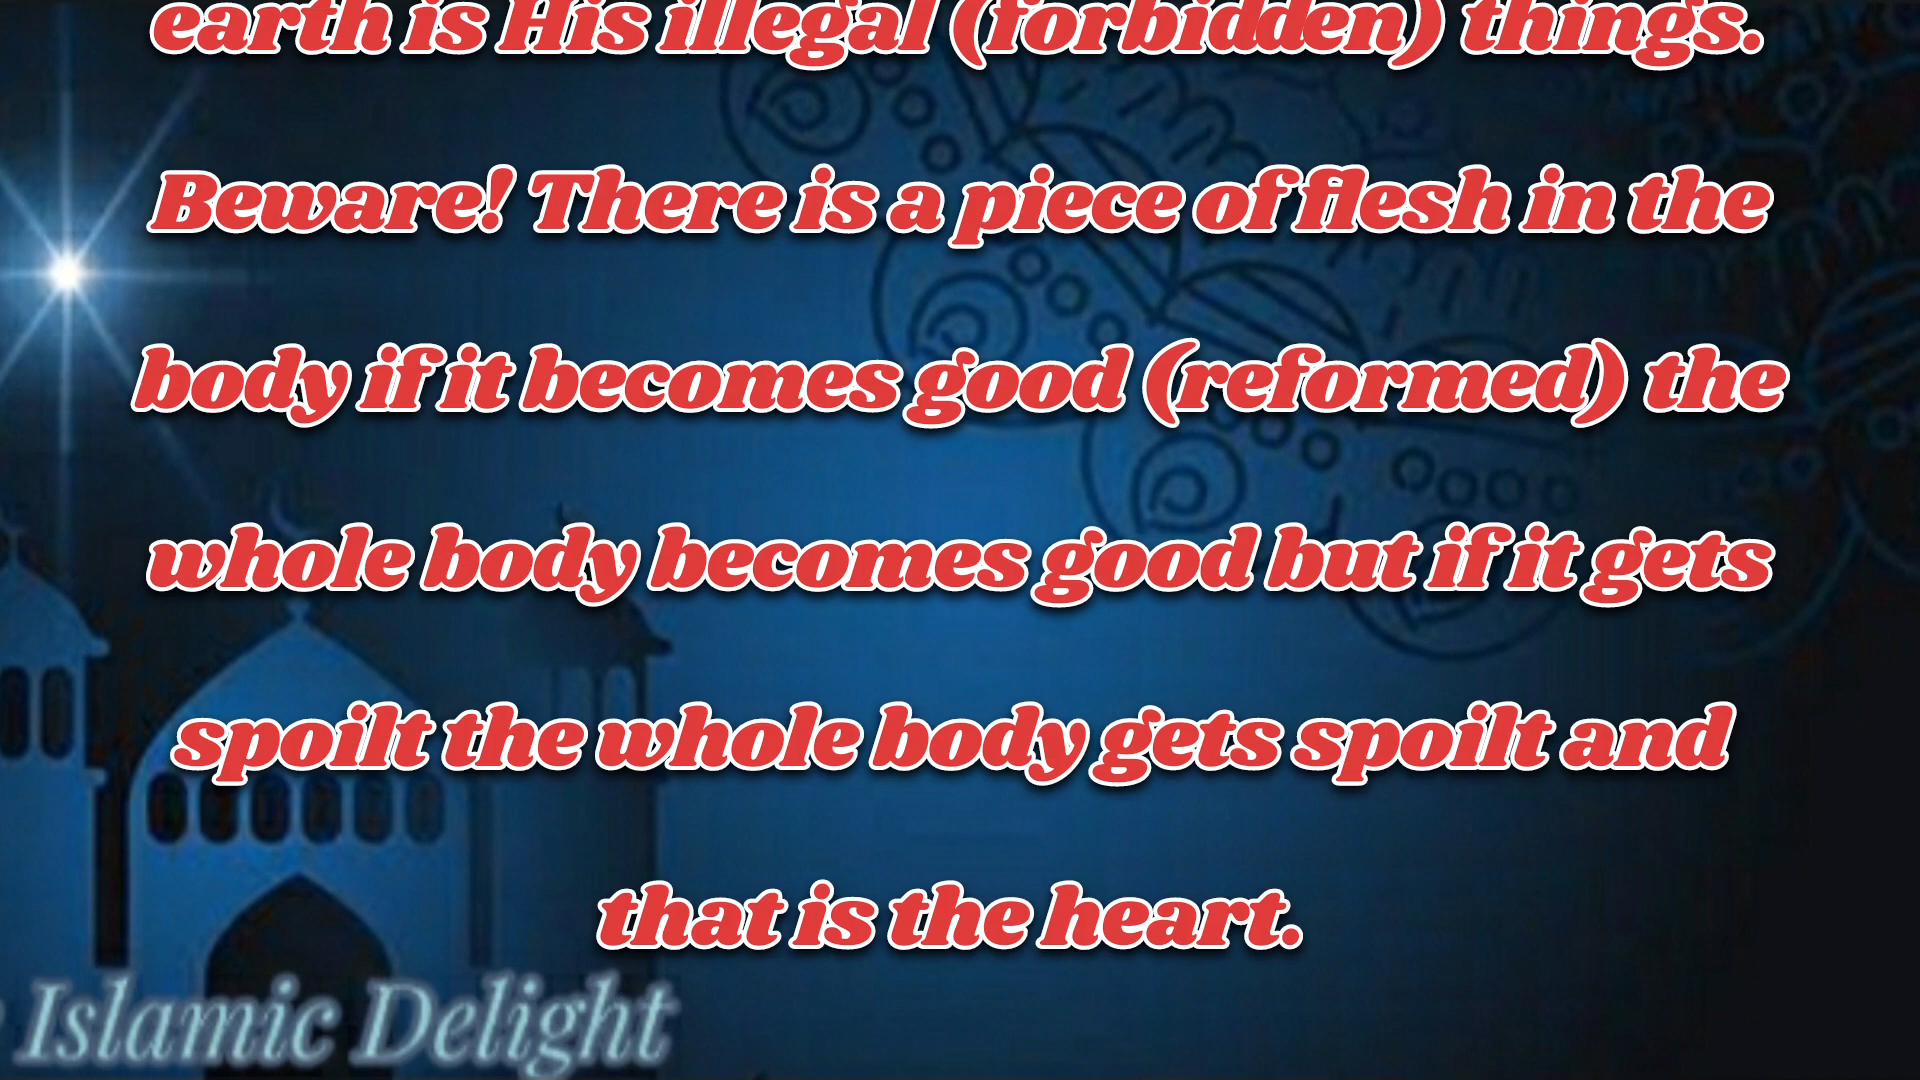 earth is His illegal (forbidden) things.
Beware! There is a piece of flesh in the
body if it becomes good (reformed) the
whole body becomes good but if it gets
spoilt the whole body gets spoilt and
that is the heart.
Islamic Delight